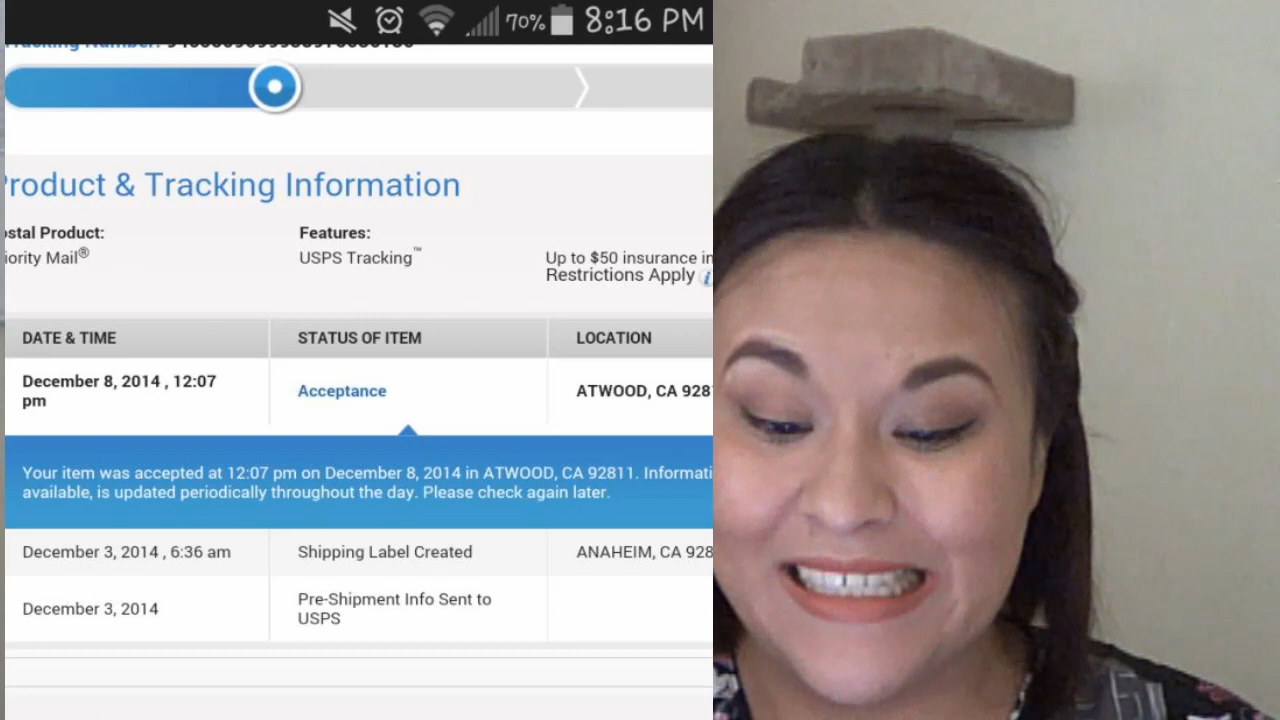 70% 8:16 PM
Tracking Number:
Product & Tracking Information
ostal Product:
Features:
iority Mail®
USPS Tracking™
Up to $50 insurance in
Restrictions Apply i
DATE & TIME
STATUS OF ITEM
LOCATION
December 8, 2014 , 12:07
pm
Acceptance
ATWOOD, CA 928
Your item was accepted at 12:07 pm on December 8, 2014 in ATWOOD, CA 92811. Informati
available, is updated periodically throughout the day. Please check again later.
December 3, 2014 , 6:36 am
Shipping Label Created
ANAHEIM, CA 928
December 3, 2014
Pre-Shipment Info Sent to
USPS